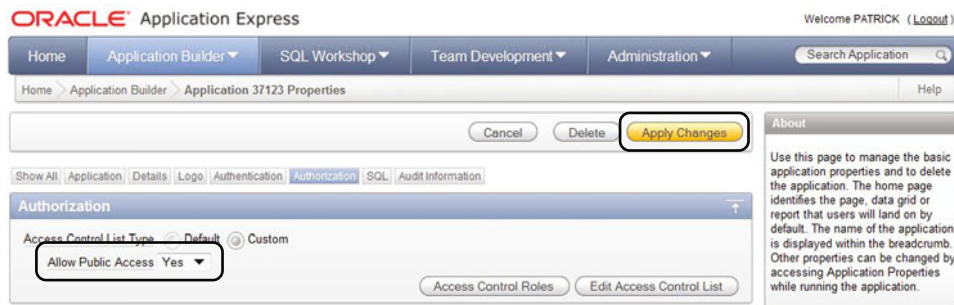 ORACLE Application Express
Welcome PATRICK (Logout)
Home Application Builder SQL Workshop Team Development Administration Search Application
Home Application Builder Application 37123 Properties Help
Cancel Delete Apply Changes
Show All Application Details Logo Authentication Authorization SQL Audit Information
Authorization
Access Control List Type Default Custom
Allow Public Access Yes
Access Control Roles Edit Access Control List
About
Use this page to manage the basic
application properties and to delete
the application. The home page
identifies the page, data grid or
report that users will land on by
default. The name of the application
is displayed within the breadcrumb.
Other properties can be changed by
accessing Application Properties
while running the application.